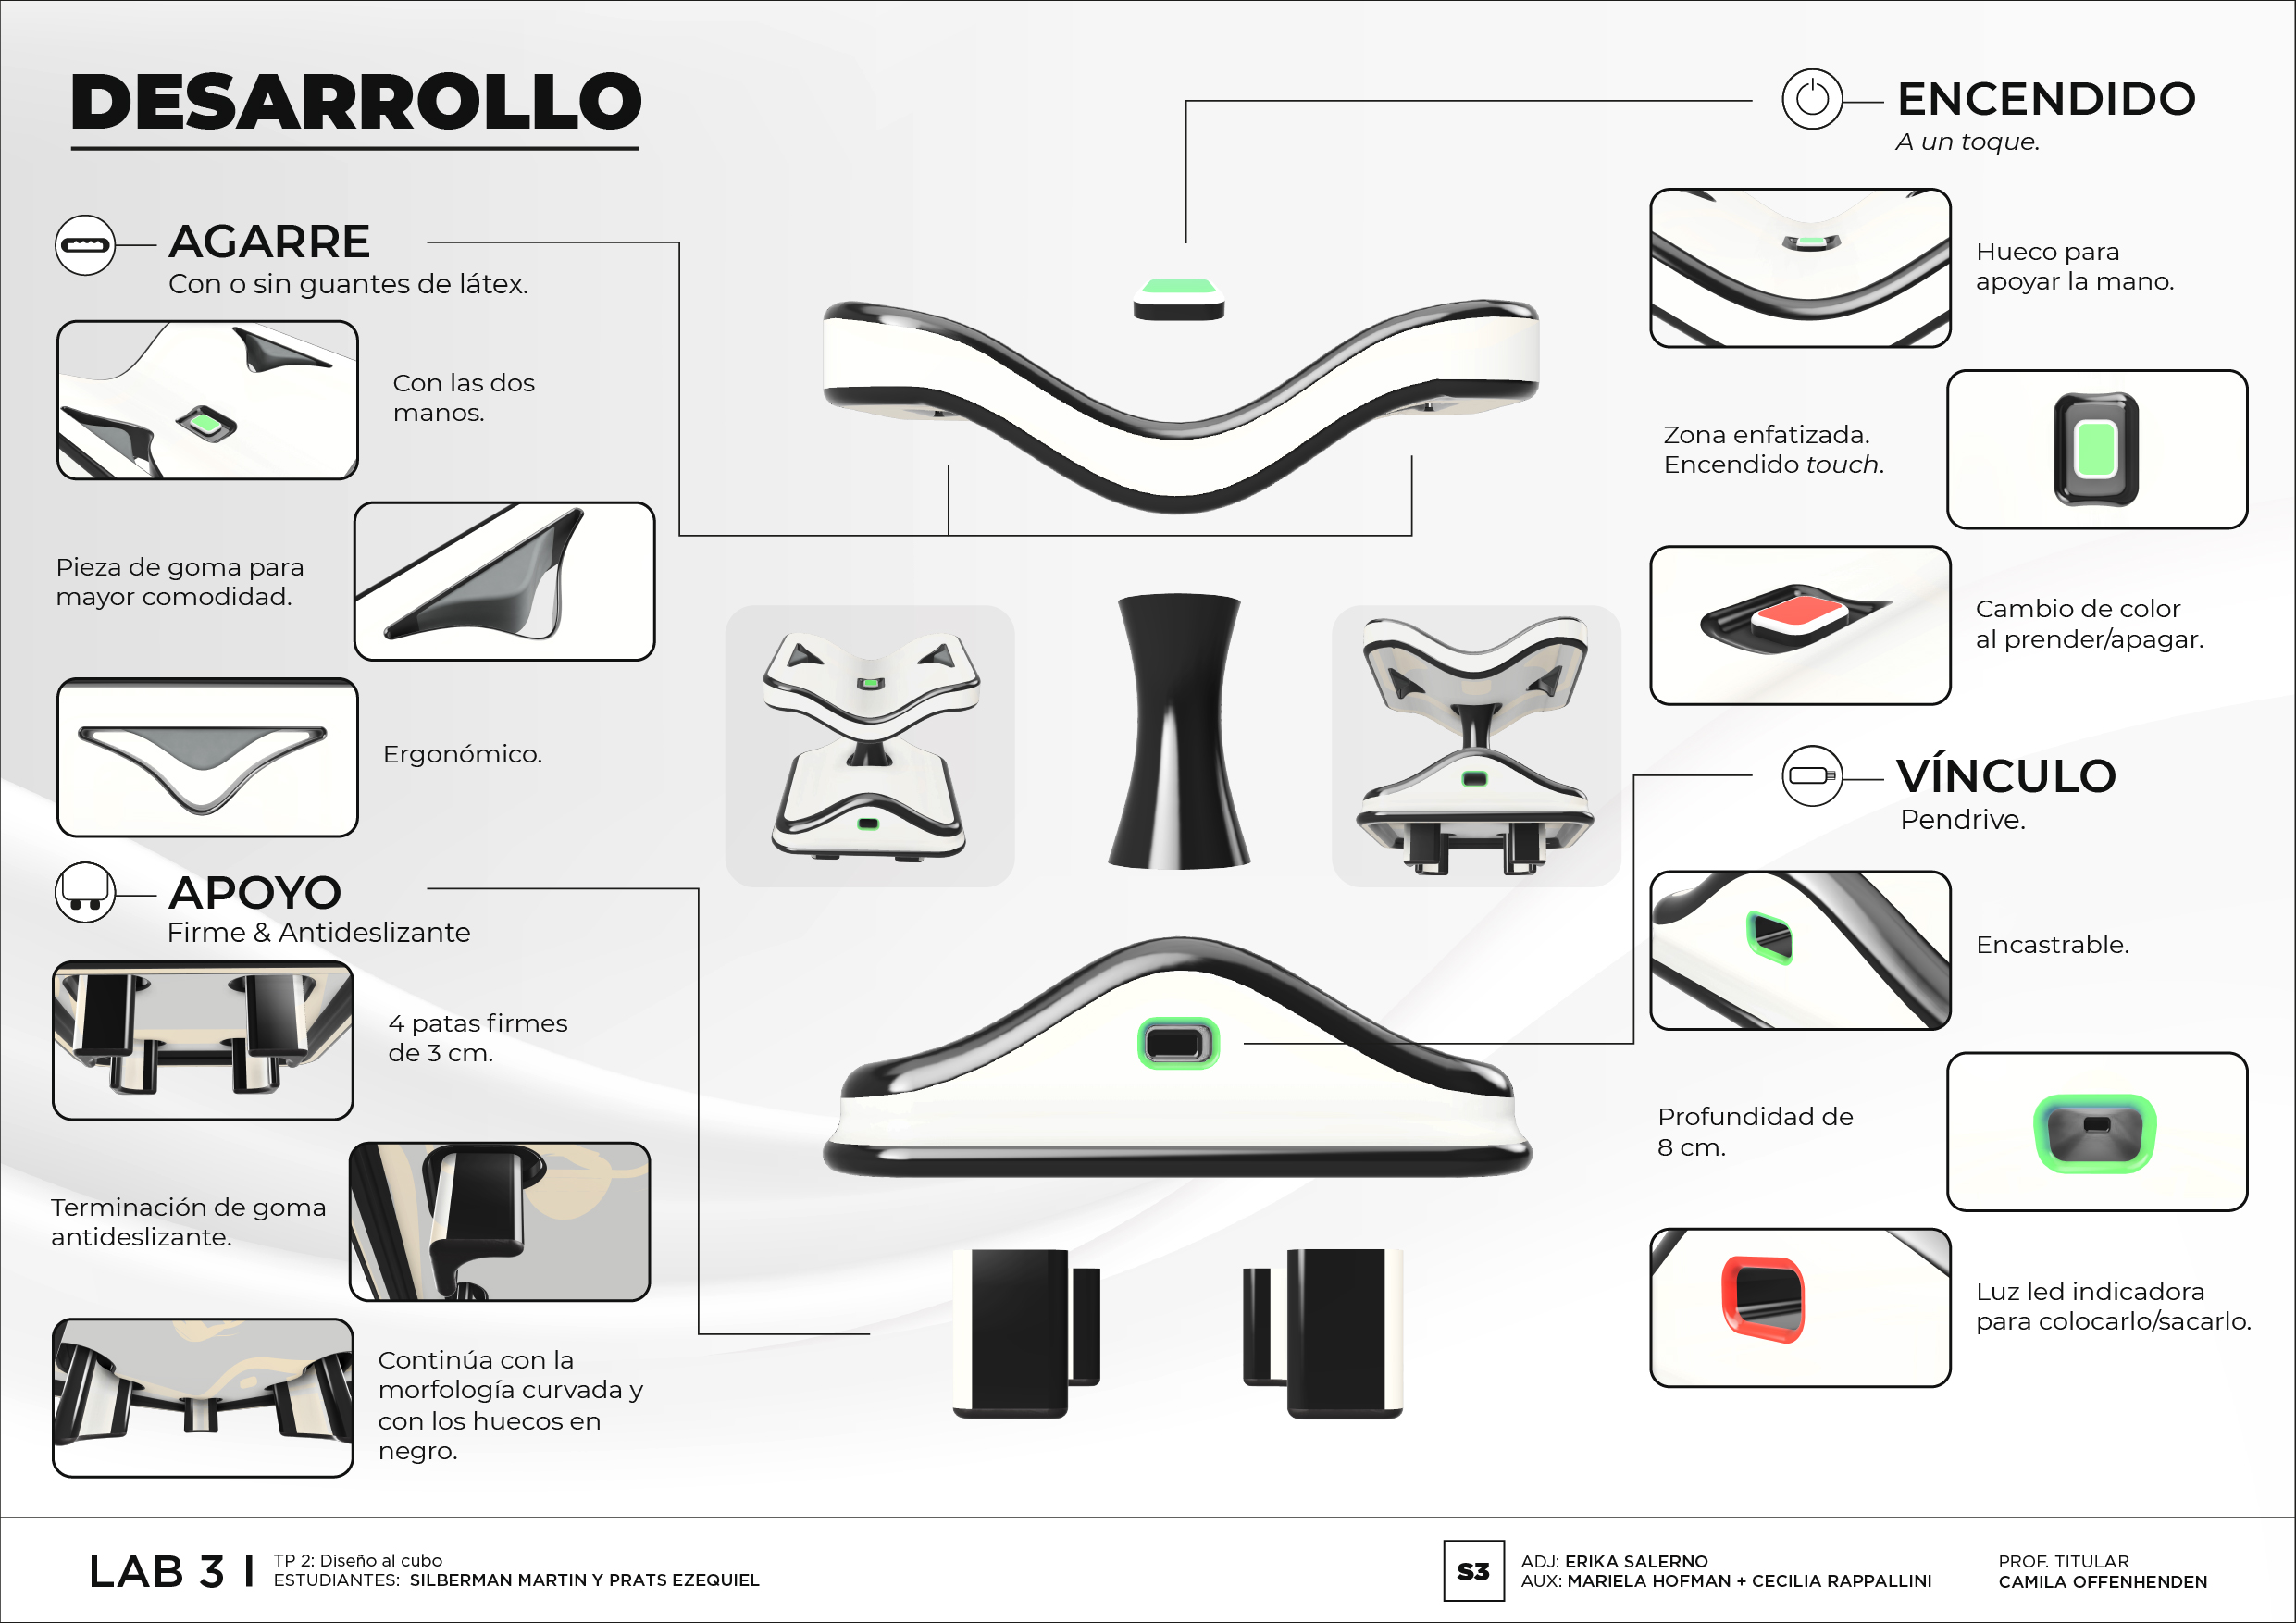 DESARROLLO
AGARRE
Con o sin guantes de látex.
Con las dos
manos.
Pieza de goma para
mayor comodidad.
Ergonómico.
APOYO
Firme & Antideslizante
4 patas firmes
de 3 cm.
Terminación de goma
antideslizante.
Continúa con la
morfología curvada y
con los huecos en
negro.
ENCENDIDO
A un toque.
Hueco para
apoyar la mano.
Zona enfatizada.
Encendido touch.
Cambio de color
al prender/apagar.
VÍNCULO
Pendrive.
Encastrable.
Profundidad de
8 cm.
Luz led indicadora
para colocarlo/sacarlo.
LAB 3 I
TP 2: Diseño al cubo
ESTUDIANTES: SILBERMAN MARTIN Y PRATS EZEQUIEL
S3
ADJ: ERIKA SALERNO
AUX: MARIELA HOFMAN + CECILIA RAPPALLINI
PROF. TITULAR
CAMILA OFFENHENDEN